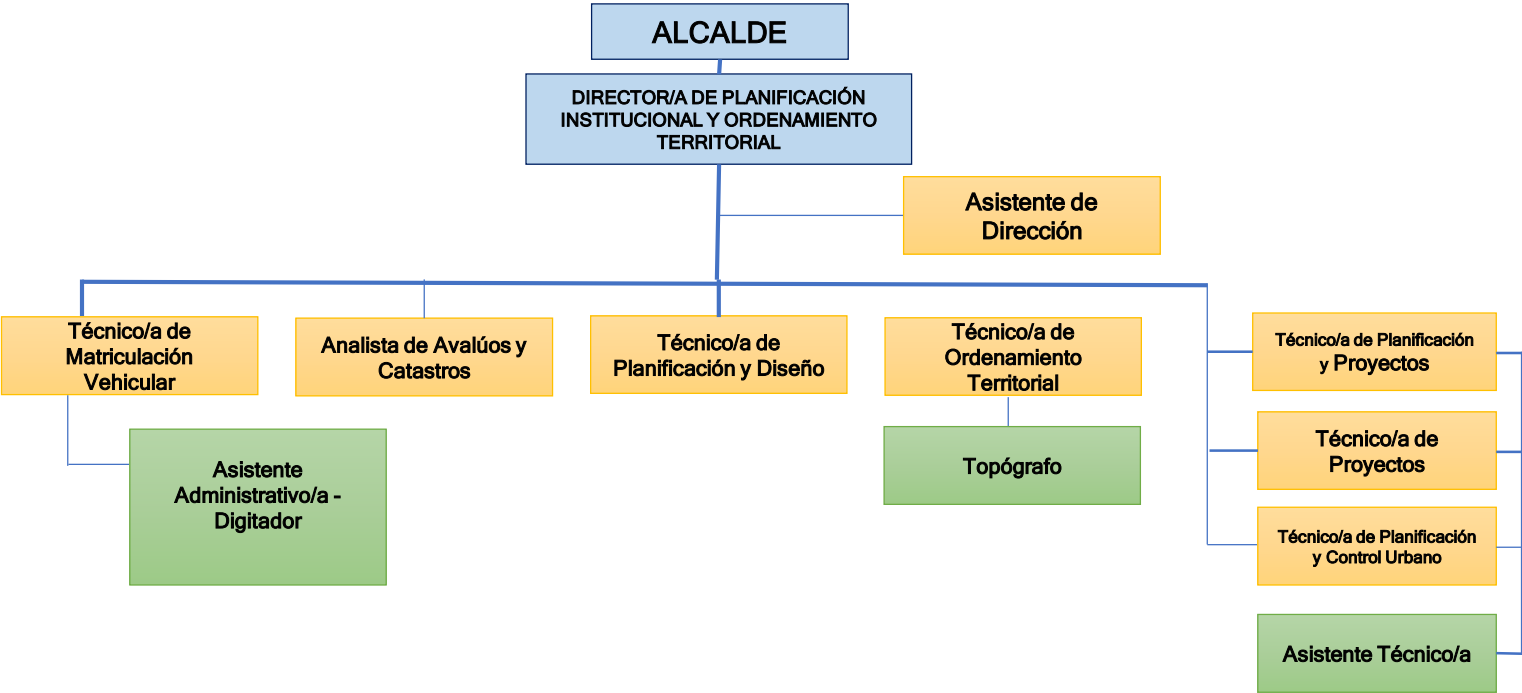 ALCALDE
DIRECTOR/A DE PLANIFICACIÓN
INSTITUCIONAL Y ORDENAMIENTO
TERRITORIAL
Asistente de
Dirección
Técnico/a de
Matriculación
Vehicular
Analista de Avalúos y
Catastros
Técnico/a de
Planificación y Diseño
Técnico/a de
Ordenamiento
Territorial
Técnico/a de Planificación
y Proyectos
Asistente
Administrativo/a -
Digitador
Topógrafo
Técnico/a de
Proyectos
Técnico/a de Planificación
y Control Urbano
Asistente Técnico/a